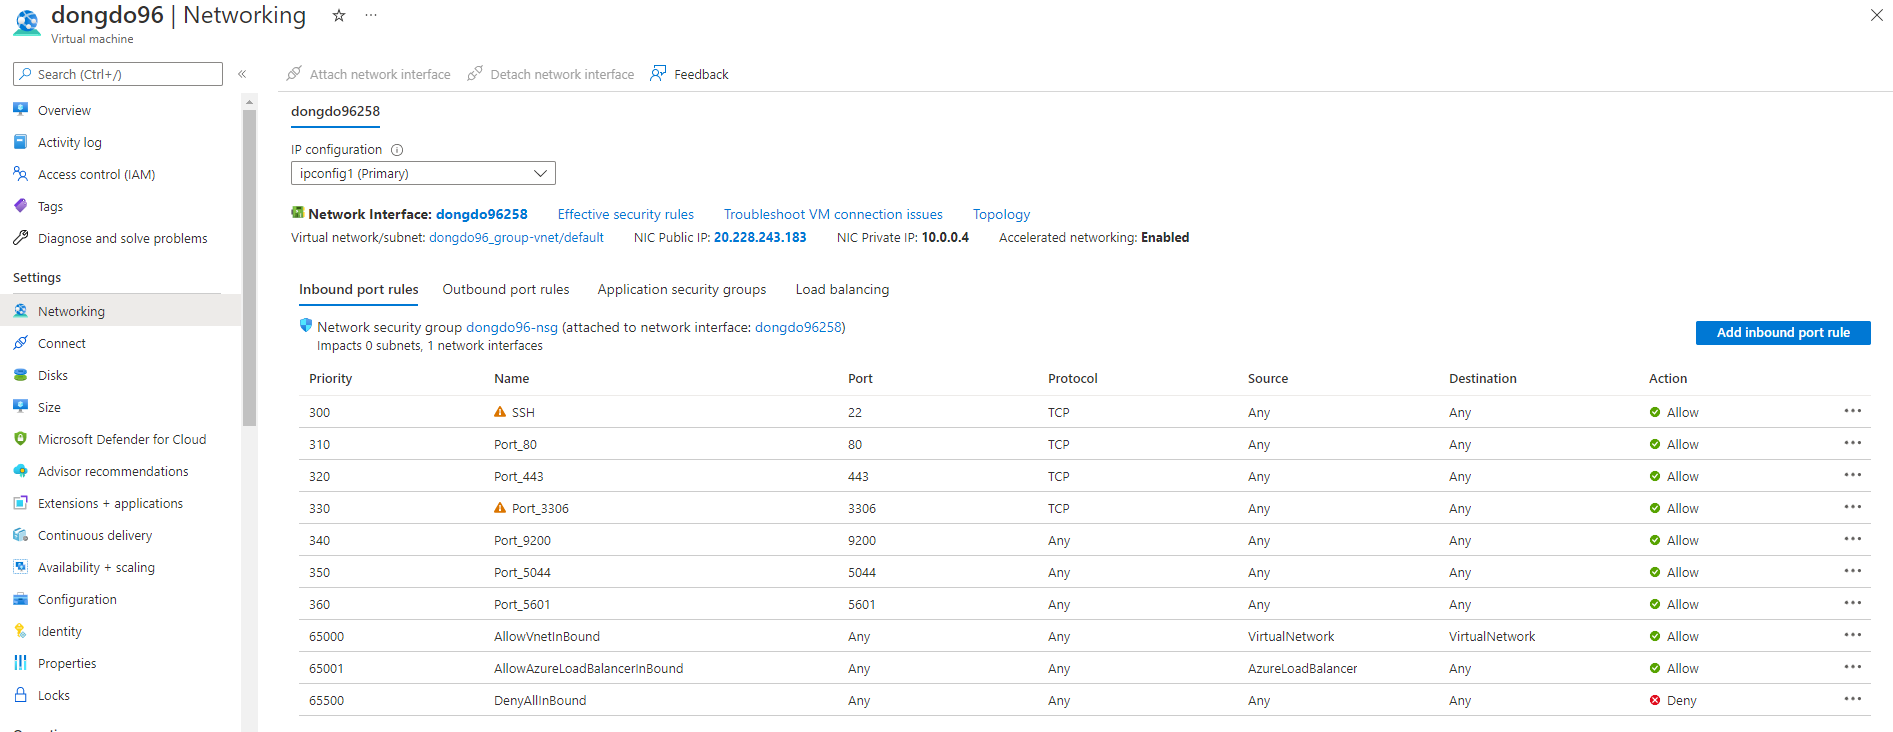 dongdo96 | Networking
Virtual machine
Search (Ctrl+/)
Overview
Activity log
Access control (IAM)
Tags
Diagnose and solve problems
Settings
Networking
Connect
Disks
Size
Microsoft Defender for Cloud
Advisor recommendations
Extensions + applications
Continuous delivery
Availability + scaling
Configuration
Identity
Properties
Locks
Attach network interface Detach network interface Feedback
dongdo96258
IP configuration
ipconfig1 (Primary)
Network Interface: dongdo96258 Effective security rules Troubleshoot VM connection issues Topology
Virtual network/subnet: dongdo96_group-vnet/default NIC Public IP: 20.228.243.183 NIC Private IP: 10.0.0.4 Accelerated networking: Enabled
Inbound port rules Outbound port rules Application security groups Load balancing
Network security group dongdo96-nsg (attached to network interface: dongdo96258)
Impacts 0 subnets, 1 network interfaces
Add inbound port rule
Priority Name Port Protocol Source Destination Action
300 SSH 22 TCP Any Any Allow
310 Port_80 80 TCP Any Any Allow
320 Port_443 443 TCP Any Any Allow
330 Port_3306 3306 TCP Any Any Allow
340 Port_9200 9200 Any Any Any Allow
350 Port_5044 5044 Any Any Any Allow
360 Port_5601 5601 Any Any Any Allow
65000 AllowVnetInBound Any Any VirtualNetwork VirtualNetwork Allow
65001 AllowAzureLoadBalancerInBound Any Any AzureLoadBalancer Any Allow
65500 DenyAllInBound Any Any Any Any Deny